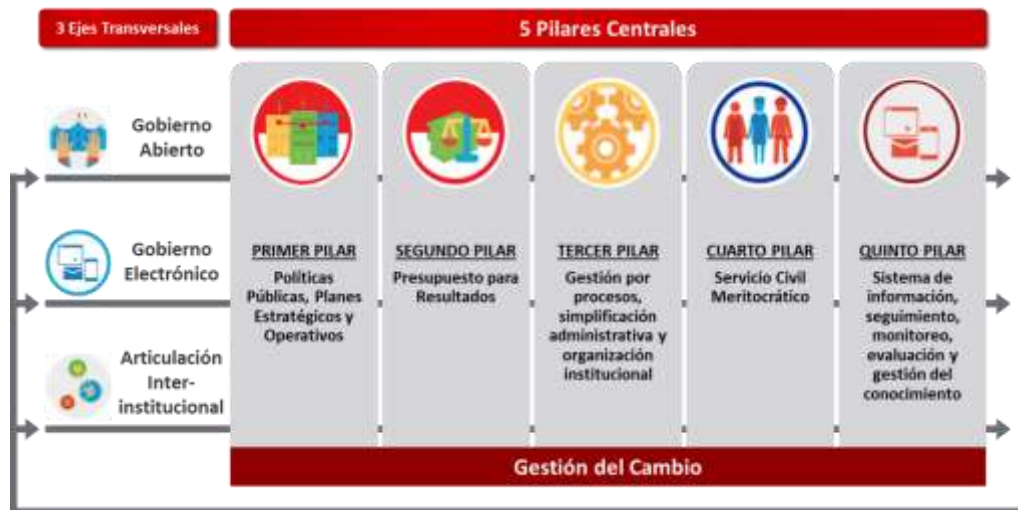 3 Ejes Transversales
5 Pilares Centrales
Gobierno
Abierto
Gobierno
Electrónico
Articulación
Inter-
institucional
PRIMER PILAR
Políticas
Públicas, Planes
Estratégicos y
Operativos
SEGUNDO PILAR
Presupuesto para
Resultados
TERCER PILAR
Gestión por
procesos,
simplificación
administrativa y
organización
institucional
CUARTO PILAR
Servicio Civil
Meritocrático
QUINTO PILAR
Sistema de
información,
seguimiento,
monitoreo,
evaluación y
gestión del
conocimiento
Gestión del Cambio